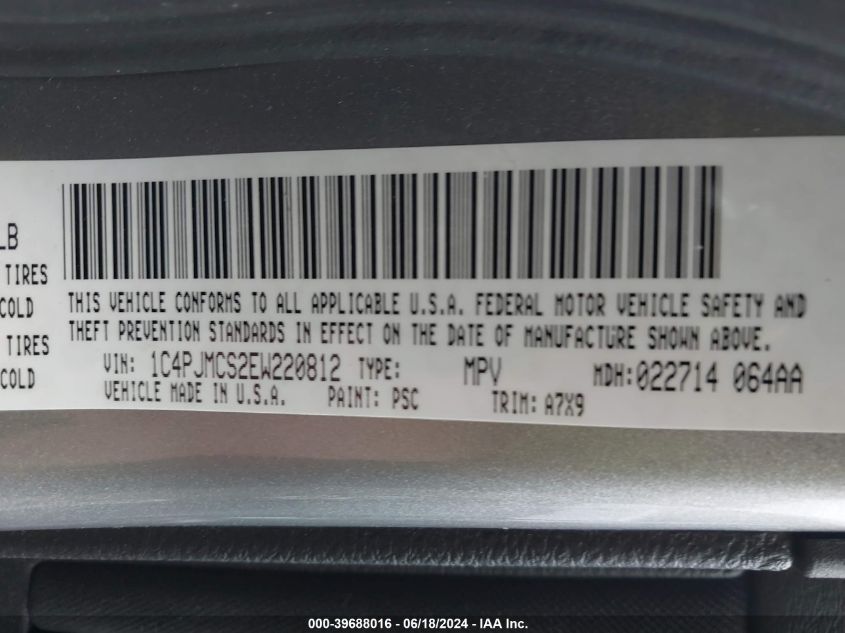 LB
TIRES
COLD
TIRES
COLD
THIS VEHICLE CONFORMS TO ALL APPLICABLE U.S.A. FEDERAL MOTOR VEHICLE SAFETY AND
THEFT PREVENTION STANDARDS IN EFFECT ON THE DATE OF MANUFACTURE SHOWN ABOVE.
VIN: 1C4PJMCS2EW220812 TYPE: MPV MDH:022714 064AA
VEHICLE MADE IN U.S.A. PAINT: PSC TRIM: A7X9
000-39688016 - 06/18/2024 - IAA Inc.